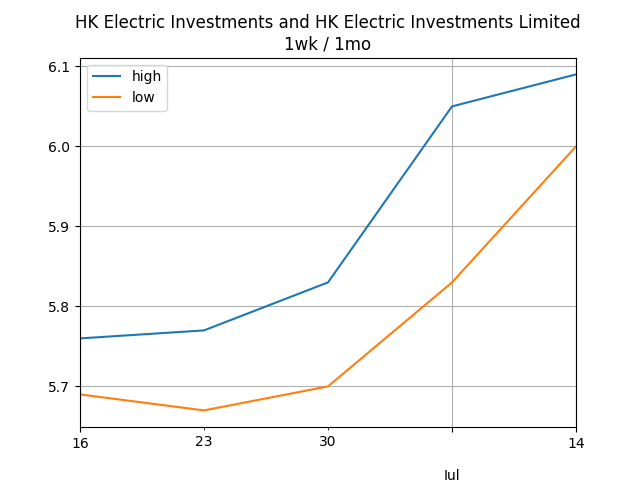 HK Electric Investments and HK Electric Investments Limited
1wk / 1mo
high
low
6.1
6.0
5.9
5.8
5.7
16
23
30
14
Iul